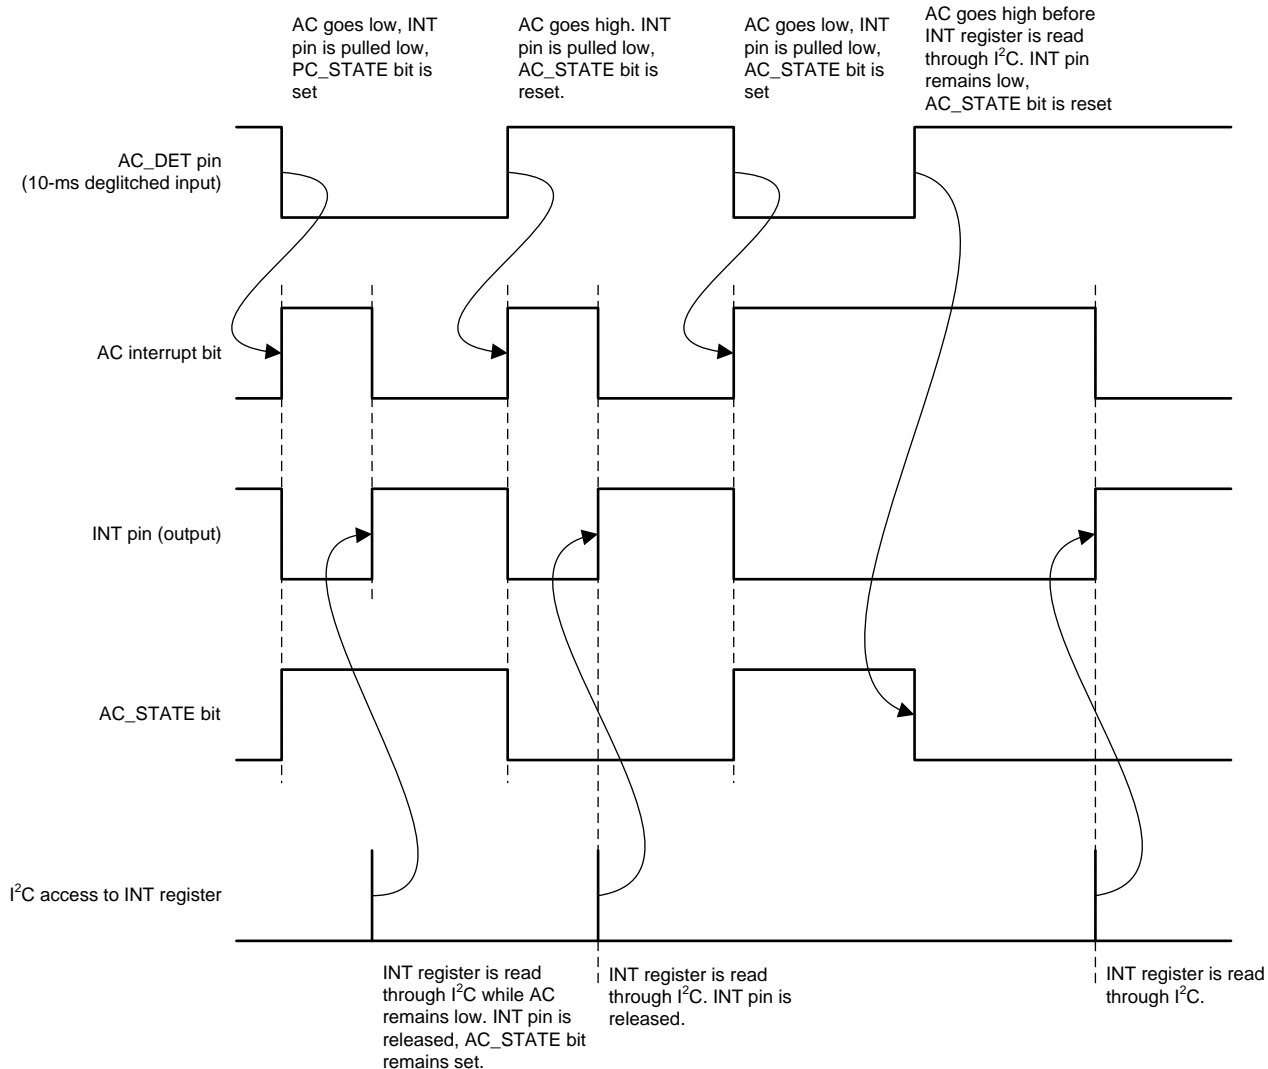 AC goes low, INT
pin is pulled low,
PC_STATE bit is
set
AC goes high. INT
pin is pulled low,
AC_STATE bit is
reset.
AC goes low, INT
pin is pulled low,
AC_STATE bit is
set
AC goes high before
INT register is read
through I²C. INT pin
remains low,
AC_STATE bit is reset
AC_DET pin
(10-ms deglitched input)
AC interrupt bit
INT pin (output)
AC_STATE bit
I²C access to INT register
INT register is read
through I²C while AC
remains low. INT pin is
released, AC_STATE bit
remains set.
INT register is read
through I²C. INT pin is
released.
INT register is read
through I²C.